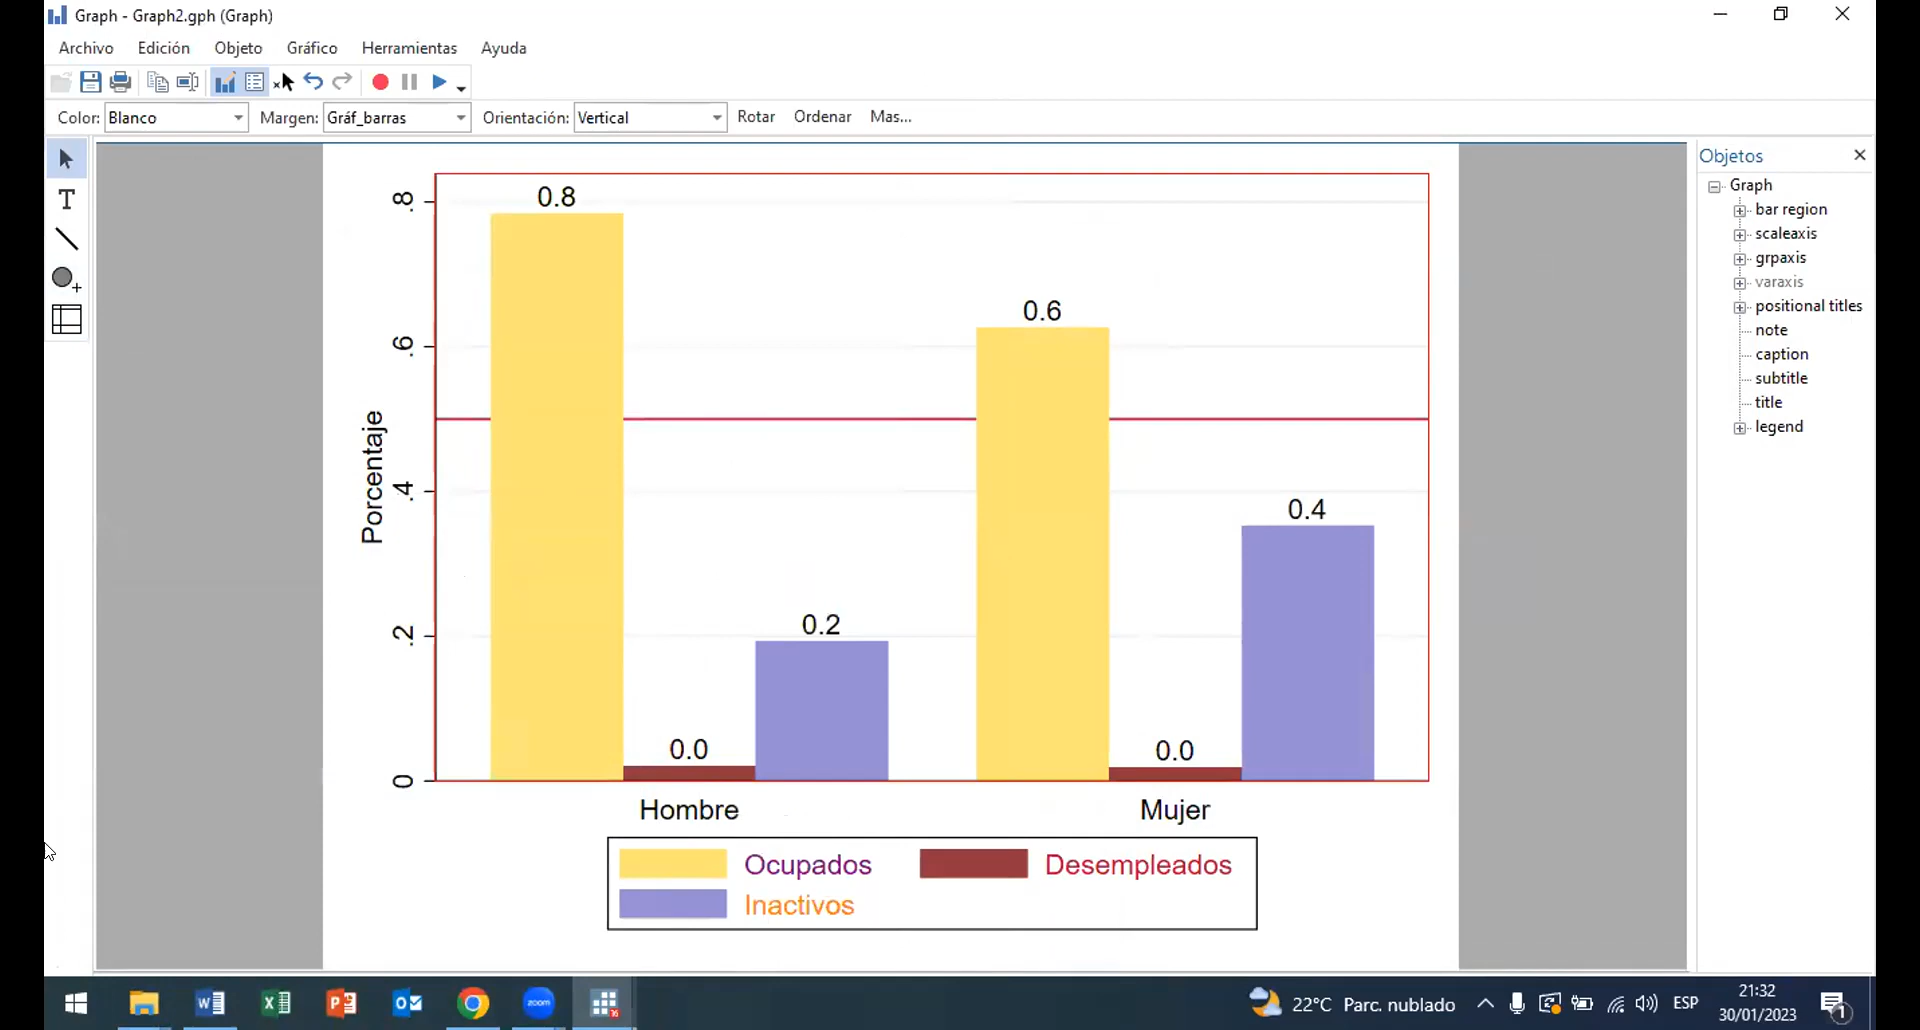 Graph - Graph2.gph (Graph)
Archivo Edición Objeto Gráfico Herramientas Ayuda
Color: Blanco Margen: Gráf_barras Orientación: Vertical Rotar Ordenar Mas...
T
Objetos
Graph
bar region
scaleaxis
grpaxis
varaxis
positional titles
note
caption
subtitle
title
legend
Porcentaje
.8
.6
.4
.2
0
0.8
0.0
0.2
0.6
0.0
0.4
Hombre Mujer
Ocupados Desempleados
Inactivos
zoom
22°C Parc. nublado
ESP
21:32
30/01/2023
1